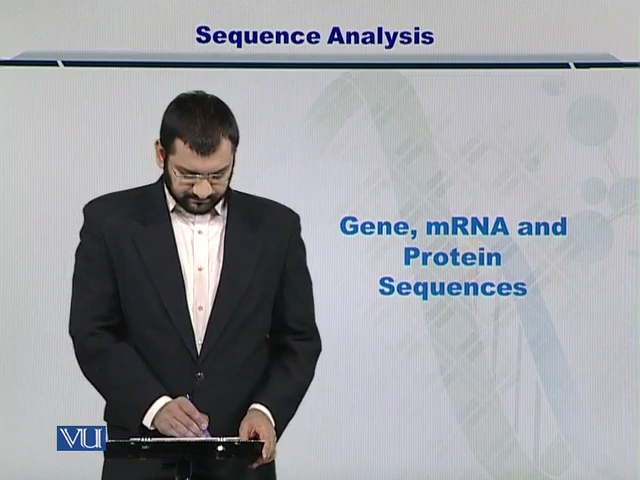 Sequence Analysis
Gene, mRNA and
Protein
Sequences
VU